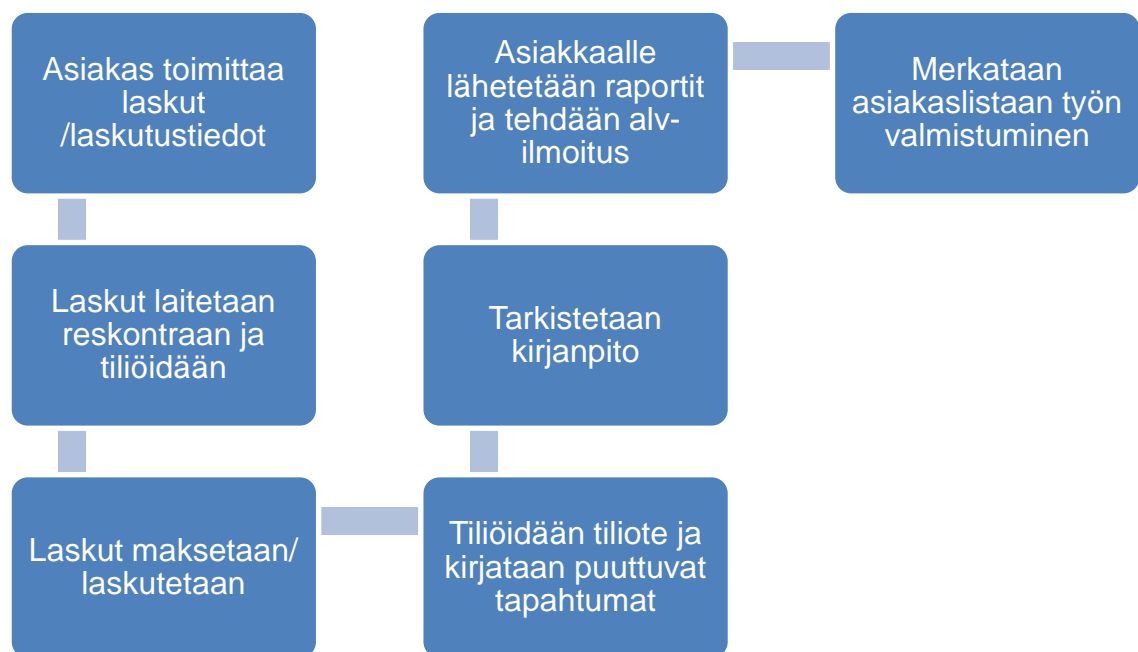 Asiakas toimittaa
laskut
/laskutustiedot
Laskut laitetaan
reskontraan ja
tiliöidään
Laskut maksetaan/
laskutetaan
Tiliöidään tiliote ja
kirjataan puuttuvat
tapahtumat
Tarkistetaan
kirjanpito
Asiakkaalle
lähetetään raportit
ja tehdään alv-
ilmoitus
Merkataan
asiakaslistaan työn
valmistuminen